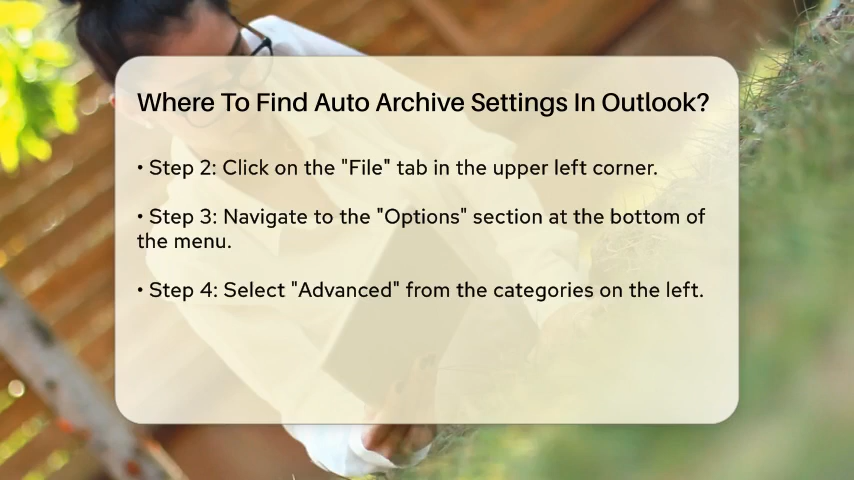 Where To Find Auto Archive Settings In Outlook?
• Step 2: Click on the "File" tab in the upper left corner.
• Step 3: Navigate to the "Options" section at the bottom of
the menu.
• Step 4: Select "Advanced" from the categories on the left.